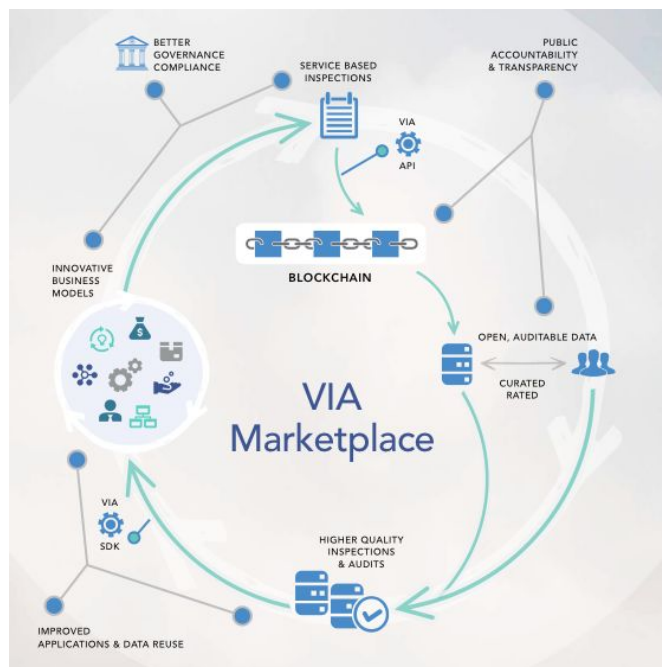 BETTER
GOVERNANCE
COMPLIANCE
SERVICE BASED
INSPECTIONS
PUBLIC
ACCOUNTABILITY
& TRANSPARENCY
VIA
API
BLOCKCHAIN
INNOVATIVE
BUSINESS
MODELS
$
OPEN, AUDITABLE DATA
CURATED
RATED
VIA
Marketplace
VIA
SDK
HIGHER QUALITY
INSPECTIONS
& AUDITS
IMPROVED
APPLICATIONS & DATA REUSE